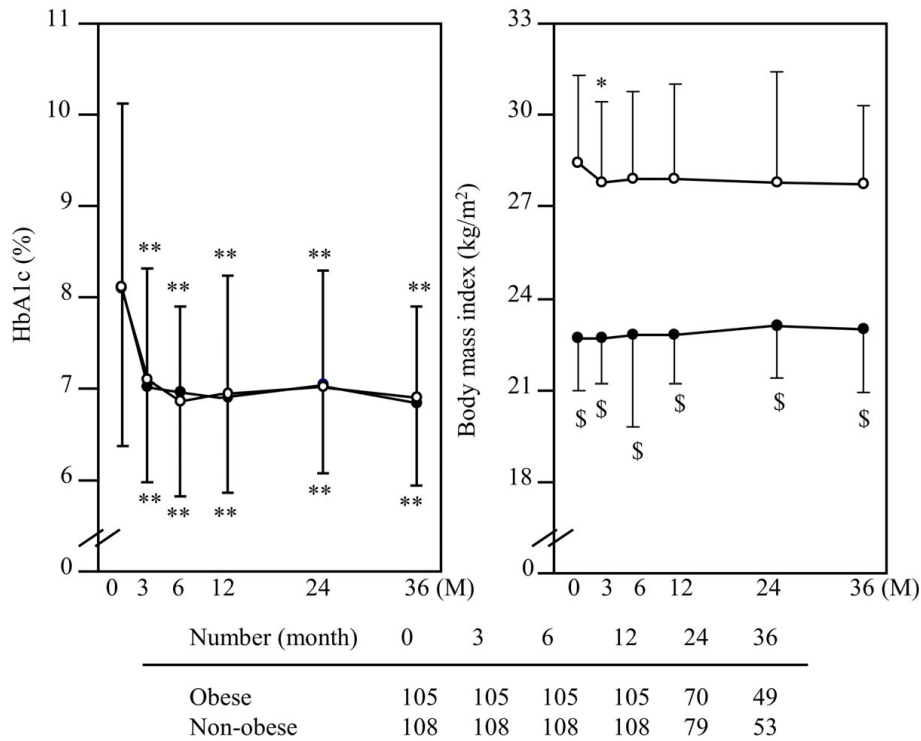 HbA1c (%)
11
10
9
8
7
6
0
** ** ** ** **
** ** ** ** **
0 3 6 12 24 36 (M)
Body mass index (kg/m²)
33
30
27
24
21
18
0
*
$ $ $ $ $ $
0 3 6 12 24 36 (M)
Number (month) 0 3 6 12 24 36
Obese 105 105 105 105 70 49
Non-obese 108 108 108 108 79 53